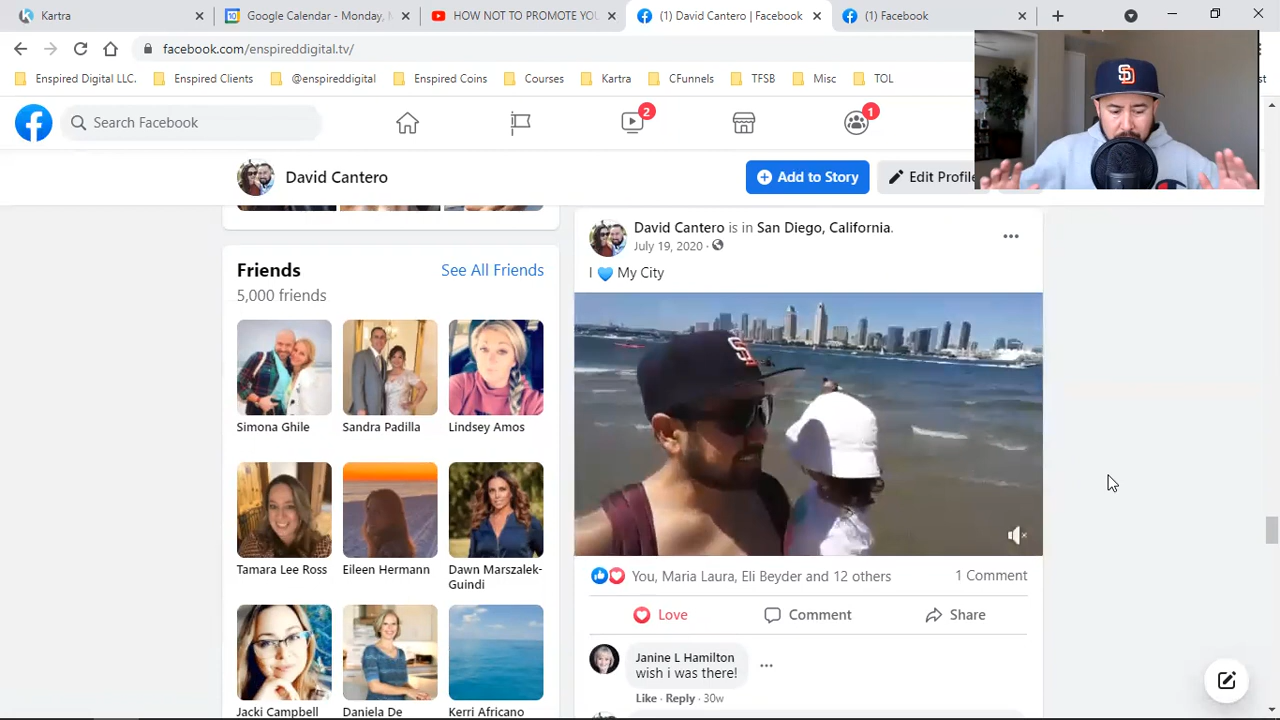 Kartra
Google Calendar - Monday, M
HOW NOT TO PROMOTE YOU
(1) David Cantero | Facebook
(1) Facebook
facebook.com/enspireddigital.tv/
Enspired Digital LLC.
Enspired Clients
@enspireddigital
Enspired Coins
Courses
Kartra
CFunnels
TFSB
Misc
TOL
Search Facebook
2
1
David Cantero
Add to Story
Edit Profile
Friends
See All Friends
5,000 friends
Simona Ghile
Sandra Padilla
Lindsey Amos
Tamara Lee Ross
Eileen Hermann
Dawn Marszalek-
Guindi
Jacki Campbell
Daniela De
Kerri Africano
David Cantero is in San Diego, California.
July 19, 2020 ·
I 💙 My City
You, Maria Laura, Eli Beyder and 12 others
1 Comment
Love
Comment
Share
Janine L Hamilton
wish i was there!
Like · Reply · 30w
SD
SD